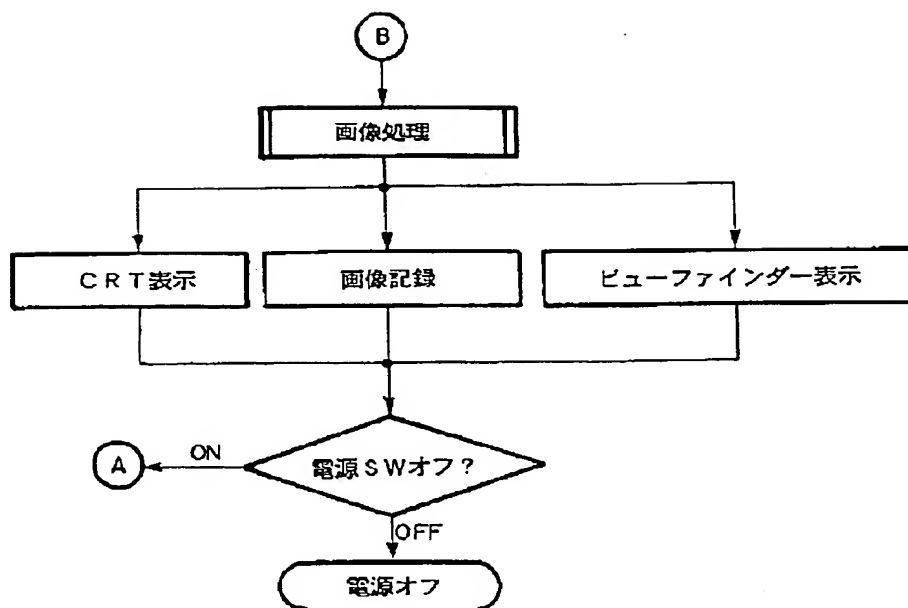 B
画像処理
CRT表示
画像記録
ビューファインダー表示
電源SWオフ?
ON
A
OFF
電源オフ